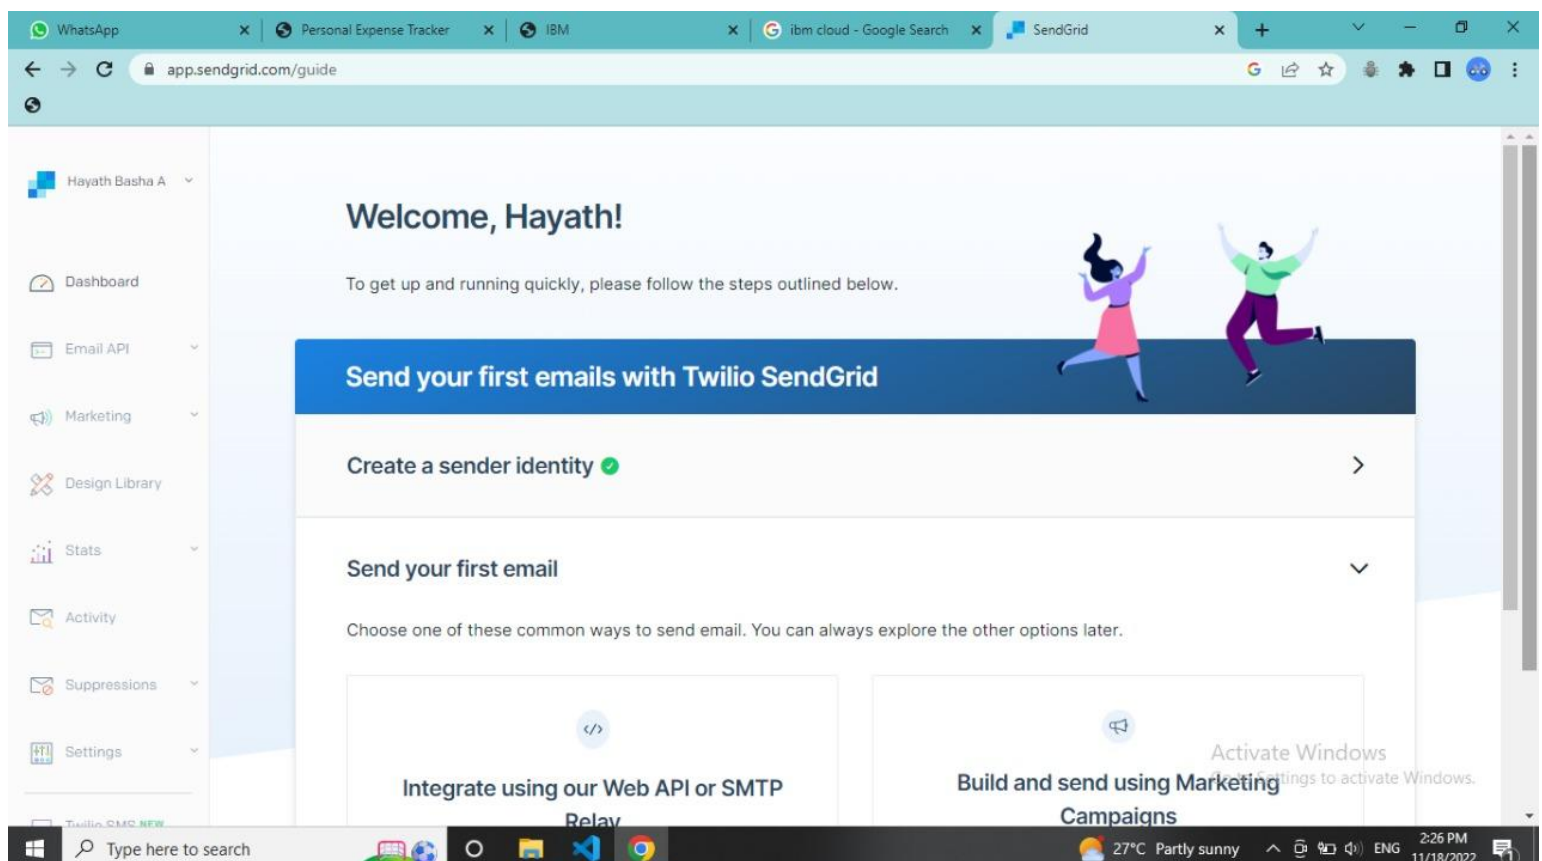 WhatsApp
Personal Expense Tracker
IBM
ibm cloud - Google Search
SendGrid
app.sendgrid.com/guide
Hayath Basha A
Dashboard
Email API
Marketing
Design Library
Stats
Activity
Suppressions
Settings
Twilio SMS NEW
Welcome, Hayath!
To get up and running quickly, please follow the steps outlined below.
Send your first emails with Twilio SendGrid
Create a sender identity
Send your first email
Choose one of these common ways to send email. You can always explore the other options later.
</>
Integrate using our Web API or SMTP
Relay
Build and send using Marketing
Campaigns
Activate Windows
Go to Settings to activate Windows.
Type here to search
27°C Partly sunny
ENG
2:26 PM
11/18/2022
1